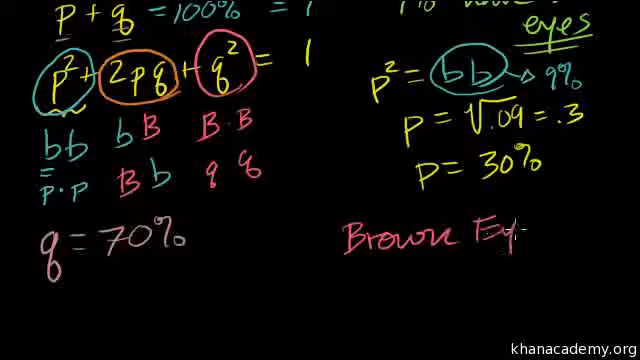 p + q = 100% = 1
p² + 2pq + q² = 1
bb bB B·B
= p·p Bb q q
q = 70%
eyes
p² = bb → 9%
p = √.09 = .3
p = 30%
Brown Ey
khanacademy.org